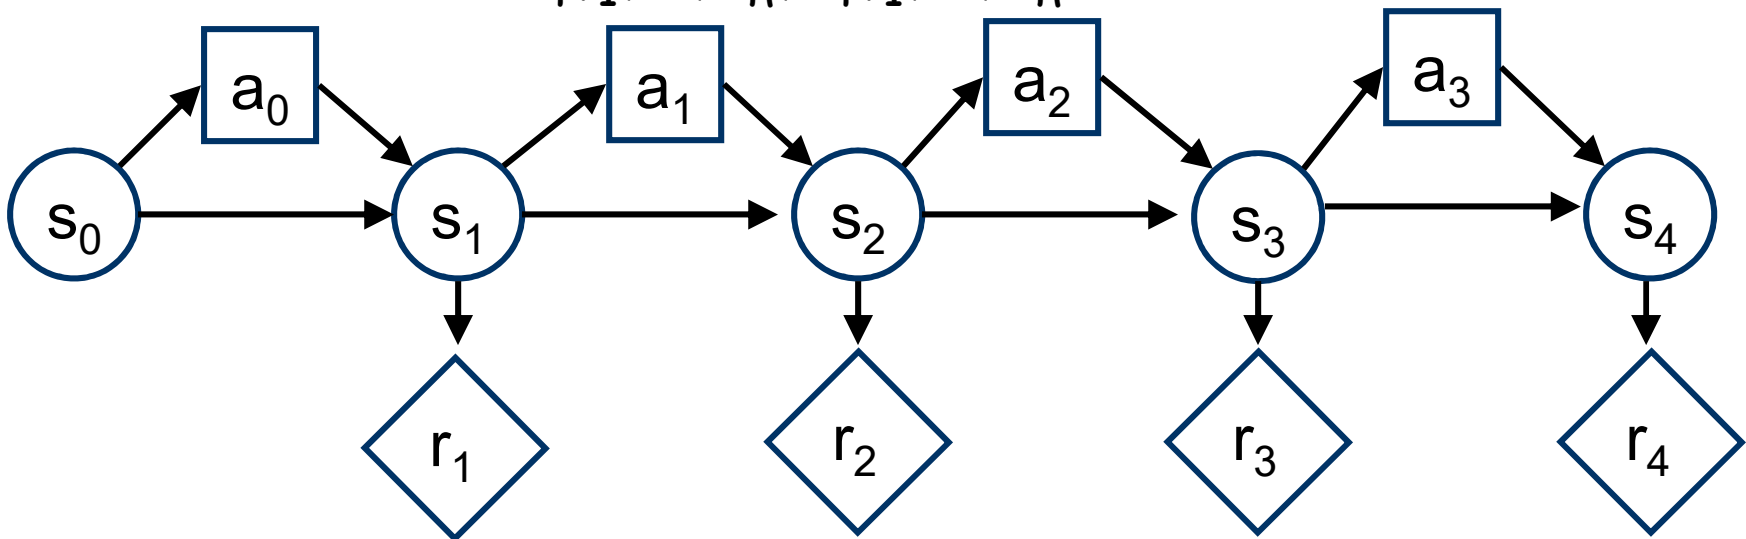 a₀ a₁ a₂ a₃
s₀ s₁ s₂ s₃ s₄
r₁ r₂ r₃ r₄